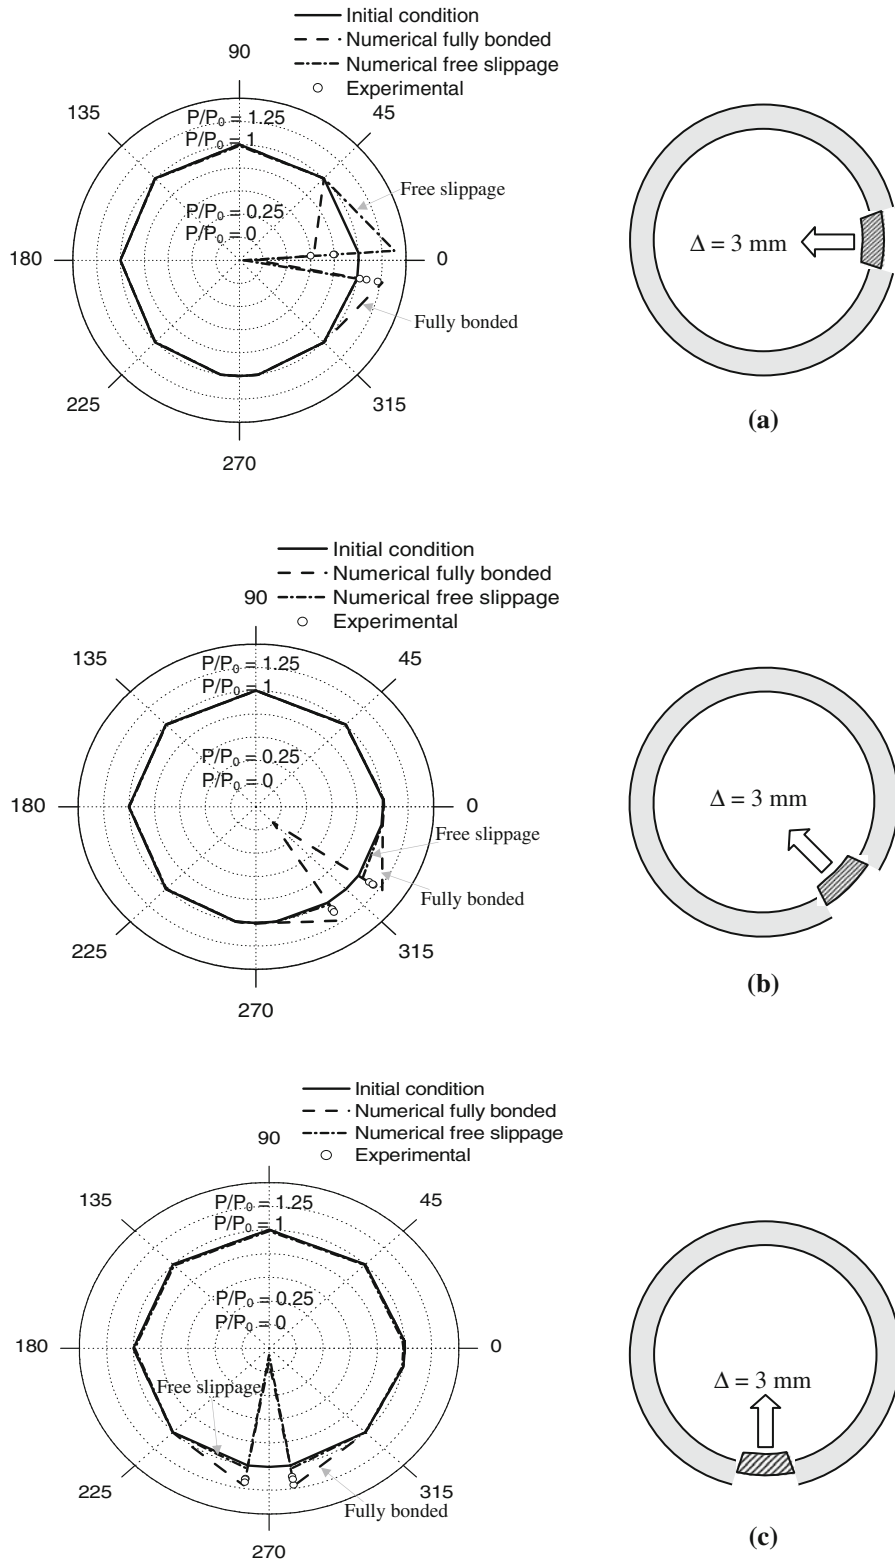 Initial condition
Numerical fully bonded
Numerical free slippage
Experimental
90
135
45
P/P₀ = 1.25
P/P₀ = 1
Free slippage
P/P₀ = 0.25
P/P₀ = 0
180
0
Δ = 3 mm
Fully bonded
225
315
270
(a)
Initial condition
Numerical fully bonded
Numerical free slippage
Experimental
90
135
45
P/P₀ = 1.25
P/P₀ = 1
P/P₀ = 0.25
P/P₀ = 0
180
0
Δ = 3 mm
Free slippage
Fully bonded
225
315
270
(b)
Initial condition
Numerical fully bonded
Numerical free slippage
Experimental
90
135
45
P/P₀ = 1.25
P/P₀ = 1
P/P₀ = 0.25
P/P₀ = 0
180
0
Δ = 3 mm
Free slippage
225
315
Fully bonded
270
(c)